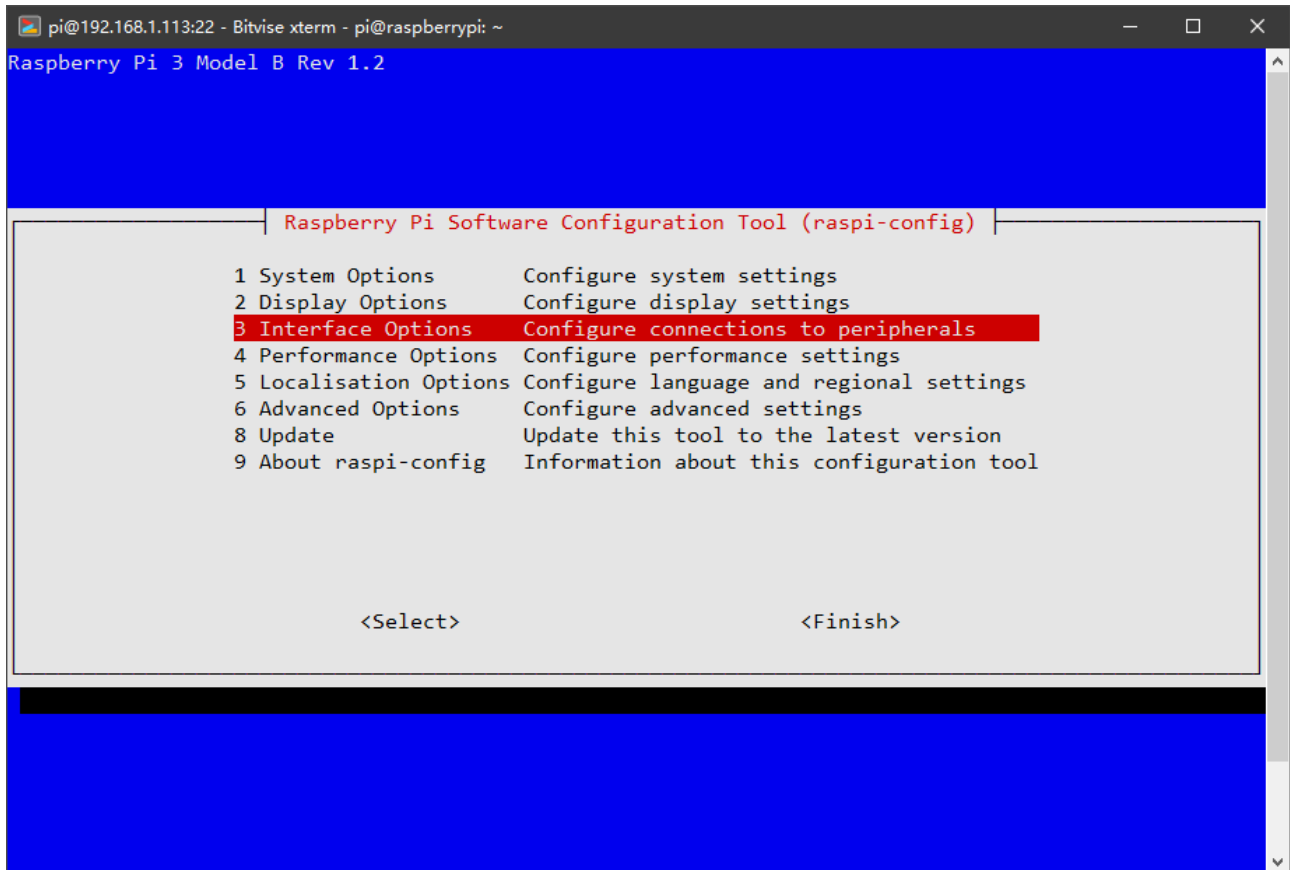 pi@192.168.1.113:22 - Bitvise xterm - pi@raspberrypi: ~
Raspberry Pi 3 Model B Rev 1.2
Raspberry Pi Software Configuration Tool (raspi-config)
1 System Options Configure system settings
2 Display Options Configure display settings
3 Interface Options Configure connections to peripherals
4 Performance Options Configure performance settings
5 Localisation Options Configure language and regional settings
6 Advanced Options Configure advanced settings
8 Update Update this tool to the latest version
9 About raspi-config Information about this configuration tool
<Select> <Finish>